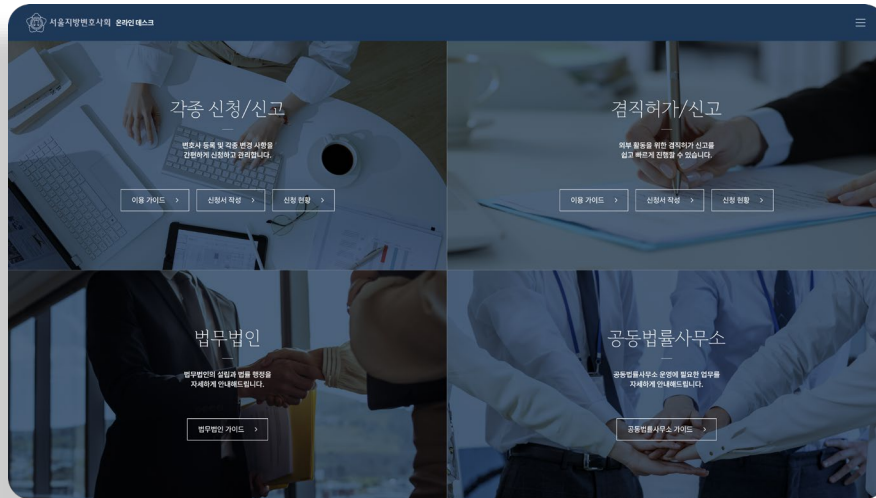 서울지방변호사회 온라인 데스크
각종 신청/신고
변호사 등록 및 각종 변경 사항을
간편하게 신청하고 관리합니다.
이용 가이드 >
신청서 작성 >
신청 현황 >
겸직허가/신고
외부 활동을 위한 겸직허가 신고를
쉽고 빠르게 진행할 수 있습니다.
이용 가이드 >
신청서 작성 >
신청 현황 >
법무법인
법무법인의 설립과 법률 행정을
자세하게 안내해드립니다.
법무법인 가이드 >
공동법률사무소
공동법률사무소 운영에 필요한 업무를
자세하게 안내해드립니다.
공동법률사무소 가이드 >